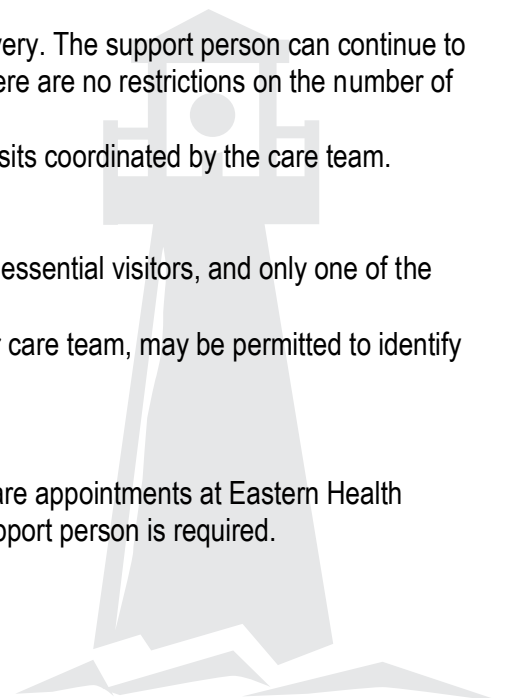 very. The support person can continue to
ere are no restrictions on the number of
sits coordinated by the care team.
essential visitors, and only one of the
care team, may be permitted to identify
are appointments at Eastern Health
pport person is required.